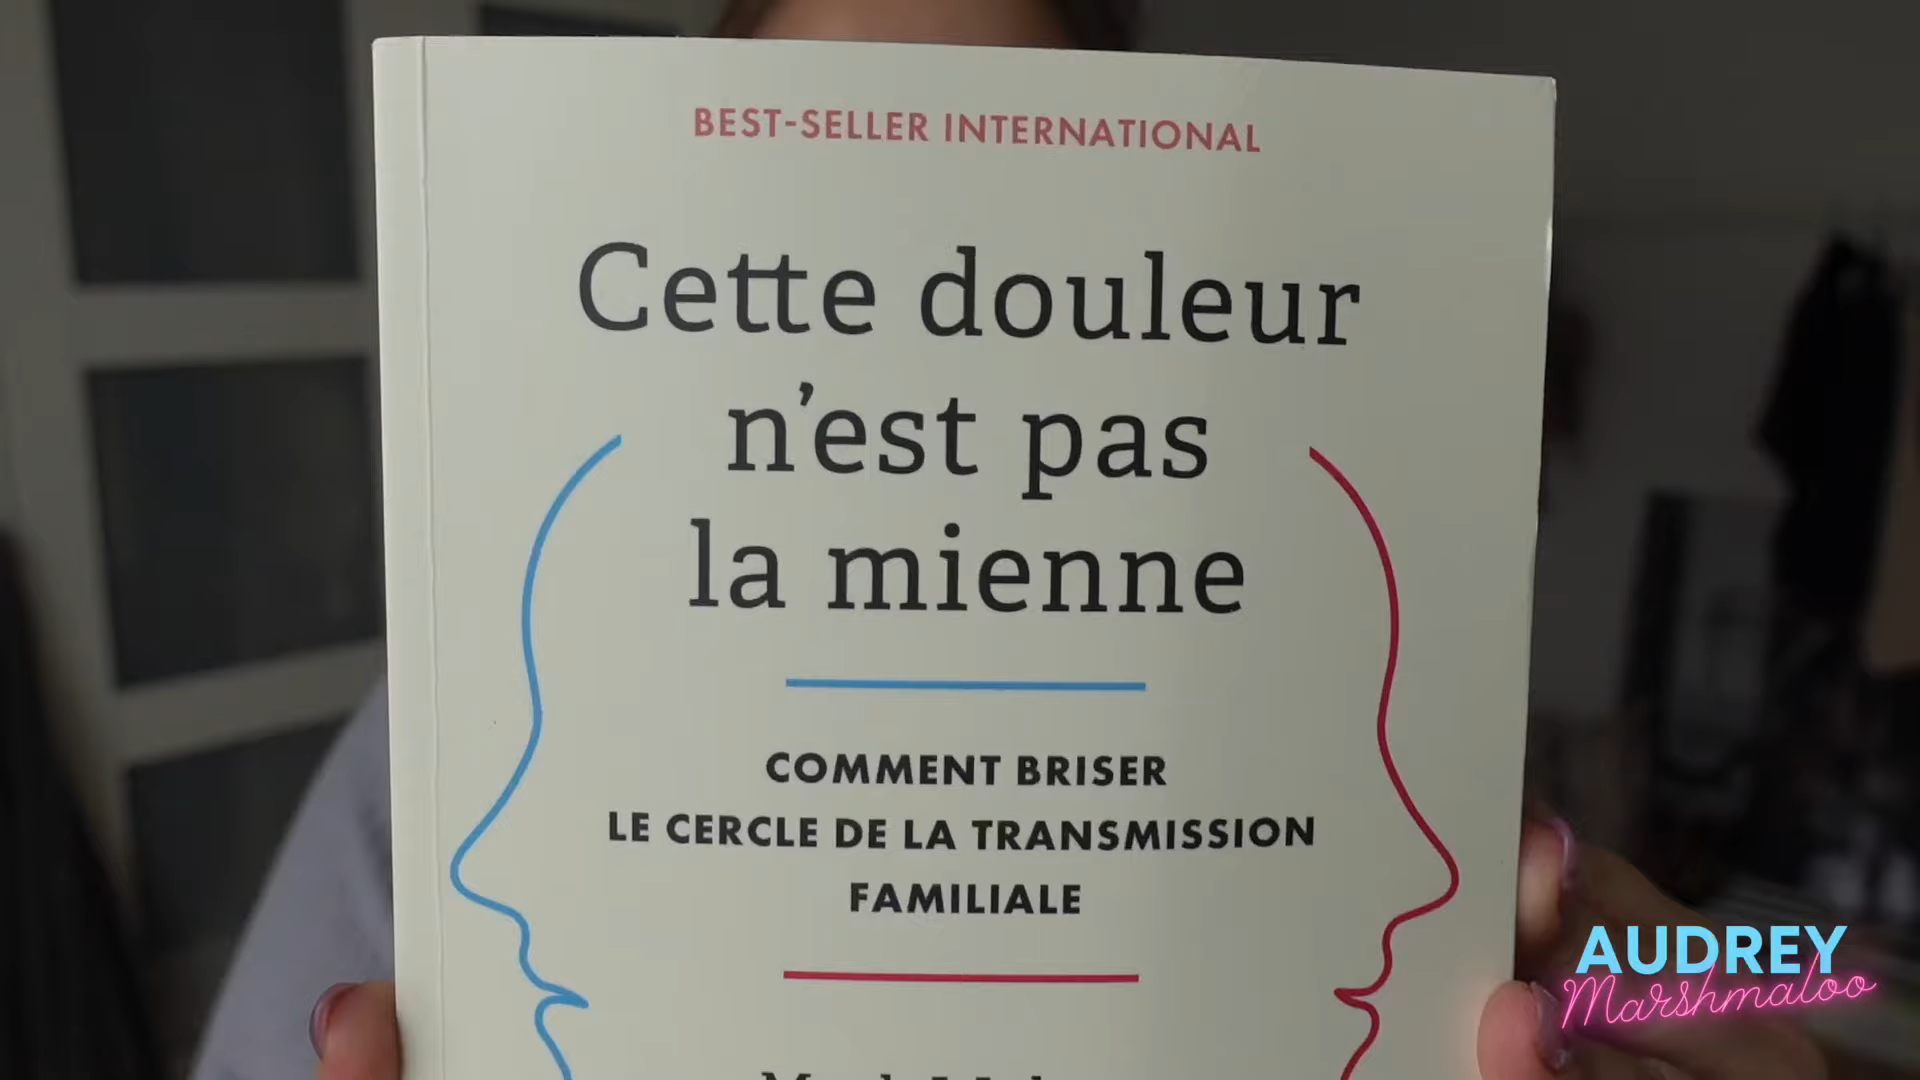 BEST-SELLER INTERNATIONAL
Cette douleur
n'est pas
la mienne
COMMENT BRISER
LE CERCLE DE LA TRANSMISSION
FAMILIALE
AUDREY
Marshmaloo